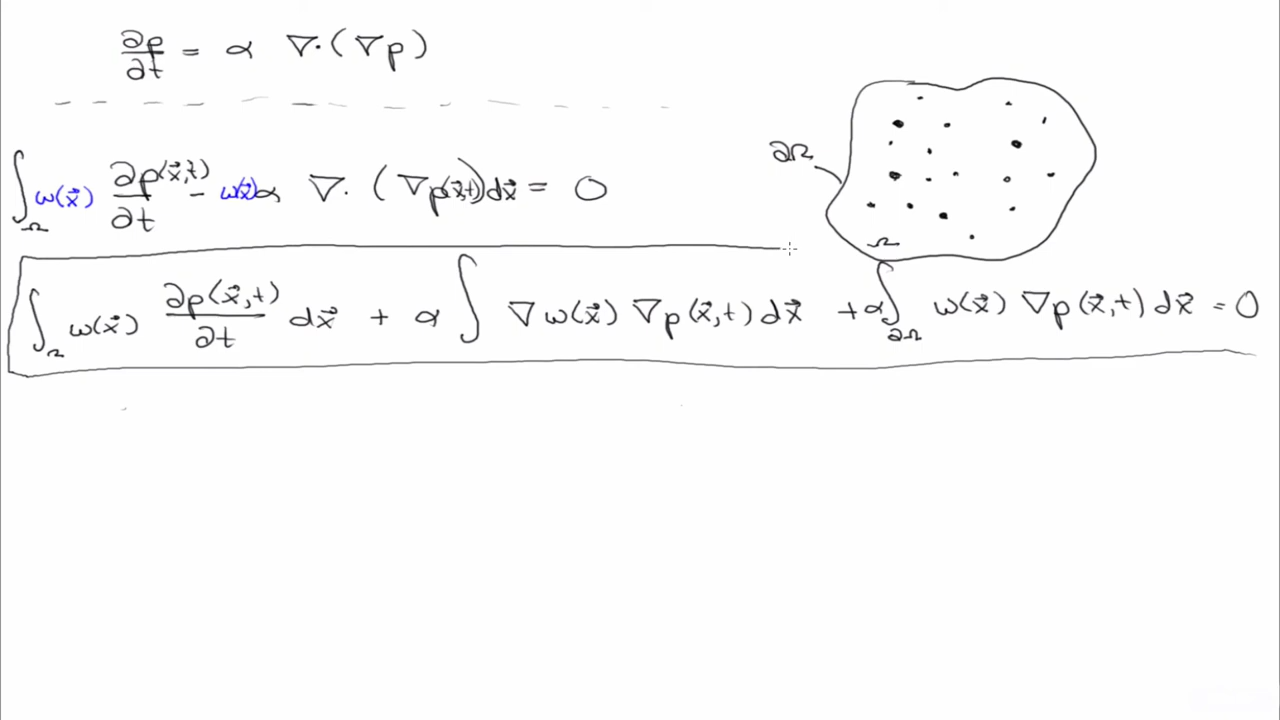 ∂p/∂t = α ∇·(∇p)
∂Ω
∫_Ω w(x⃗) ∂p(x⃗,t)/∂t - w(x⃗)α ∇·(∇p(x⃗,t))dx⃗ = 0
Ω
∫_Ω w(x⃗) ∂p(x⃗,t)/∂t dx⃗ + α ∫ ∇w(x⃗) ∇p(x⃗,t) dx⃗ + α∫_∂Ω w(x⃗) ∇p(x⃗,t) dx⃗ = 0